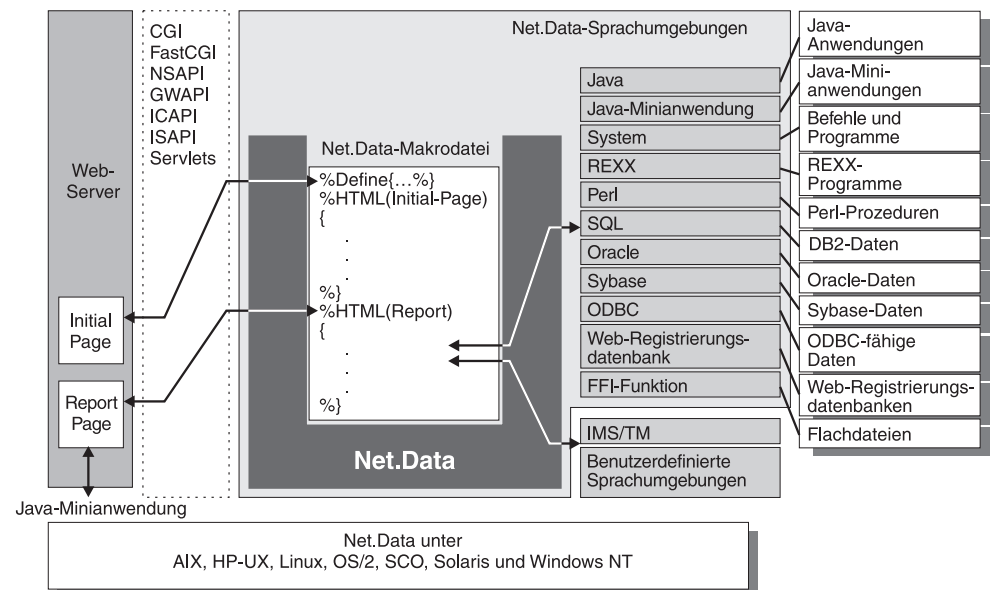 Web-
Server
Initial
Page
Report
Page
Java-Minianwendung
CGI
FastCGI
NSAPI
GWAPI
ICAPI
ISAPI
Servlets
Net.Data-Makrodatei
%Define{...%}
%HTML(Initial-Page)
{
.
.
.
%}
%HTML(Report)
{
.
.
.
%}
Net.Data
Net.Data-Sprachumgebungen
Java
Java-Minianwendung
System
REXX
Perl
SQL
Oracle
Sybase
ODBC
Web-Registrierungs-
datenbank
FFI-Funktion
IMS/TM
Benutzerdefinierte
Sprachumgebungen
Java-
Anwendungen
Java-Mini-
anwendungen
Befehle und
Programme
REXX-
Programme
Perl-Prozeduren
DB2-Daten
Oracle-Daten
Sybase-Daten
ODBC-fähige
Daten
Web-Registrierungs-
datenbanken
Flachdateien
Net.Data unter
AIX, HP-UX, Linux, OS/2, SCO, Solaris und Windows NT